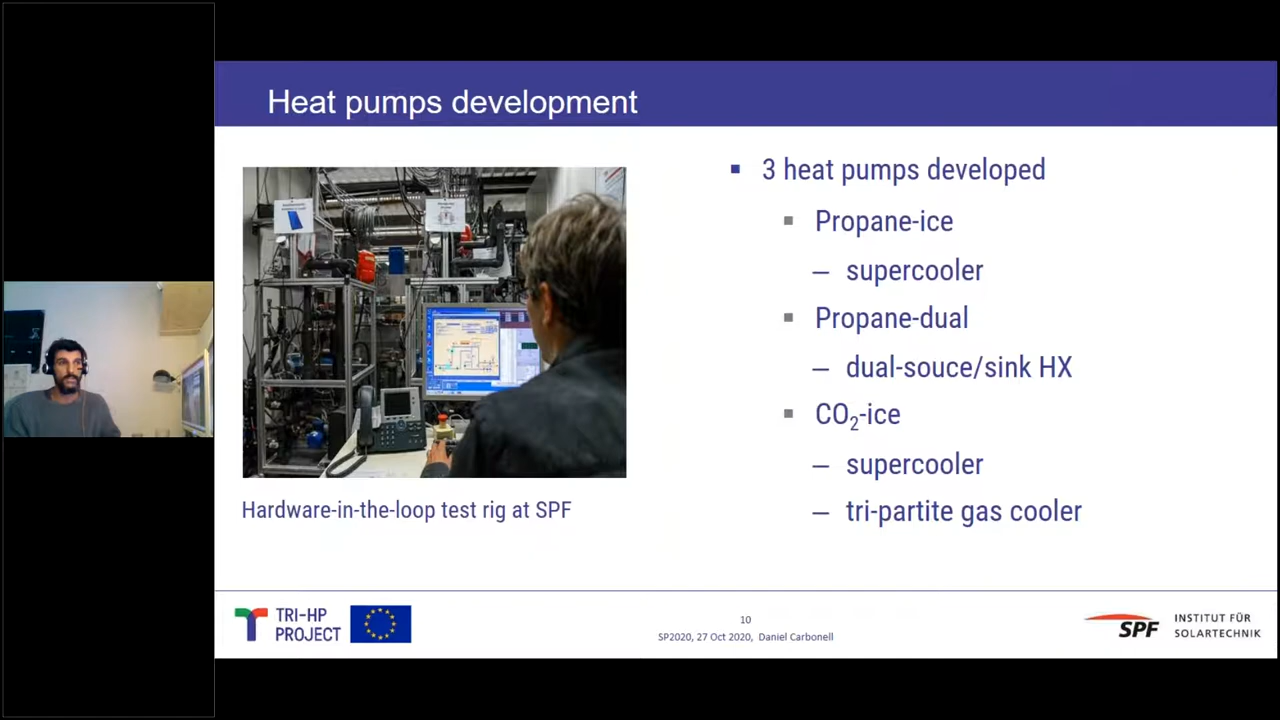 Heat pumps development
3 heat pumps developed
Propane-ice
– supercooler
Propane-dual
– dual-souce/sink HX
CO₂-ice
– supercooler
– tri-partite gas cooler
Hardware-in-the-loop test rig at SPF
TRI-HP
PROJECT
10
SP2020, 27 Oct 2020, Daniel Carbonell
SPF
INSTITUT FÜR
SOLARTECHNIK